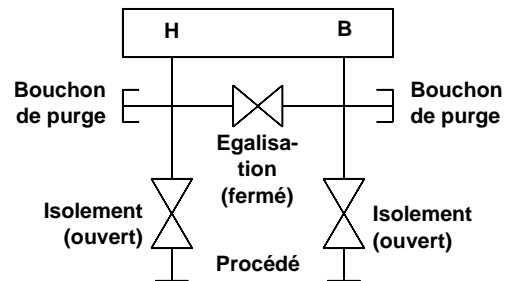 H
B
Bouchon
de purge
Bouchon
de purge
Egalisa-
tion
(fermé)
Isolement
(ouvert)
Isolement
(ouvert)
Procédé